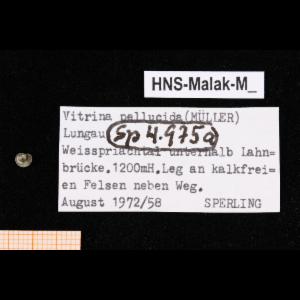 HNS-Malak-M_
Vitrina pallucida(MÜLLER)
Lungau Sp 4.975a
Weisspriachtal unterhalb Lahn-
brücke.1200mH.Leg an kalkfrei-
en Felsen neben Weg.
August 1972/58 SPERLING